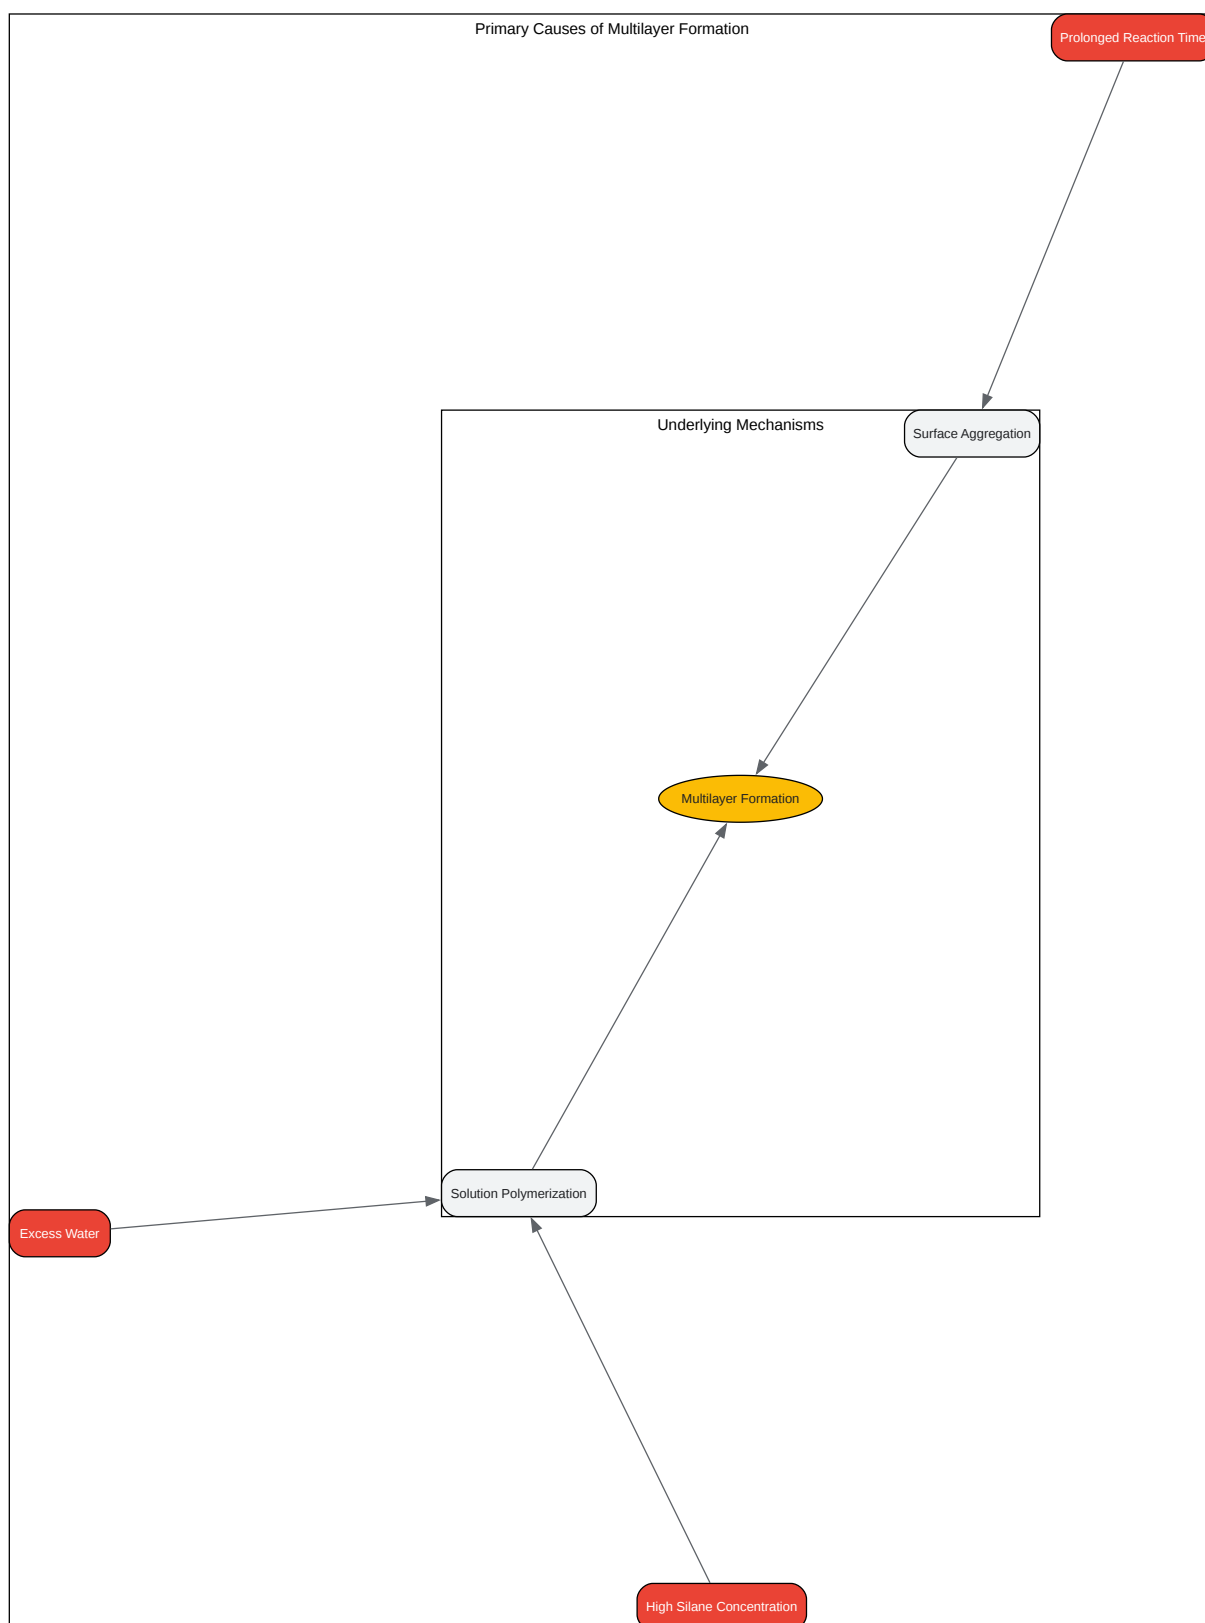 Primary Causes of Multilayer Formation
Prolonged Reaction Time
Underlying Mechanisms
Surface Aggregation
Multilayer Formation
Solution Polymerization
Excess Water
High Silane Concentration